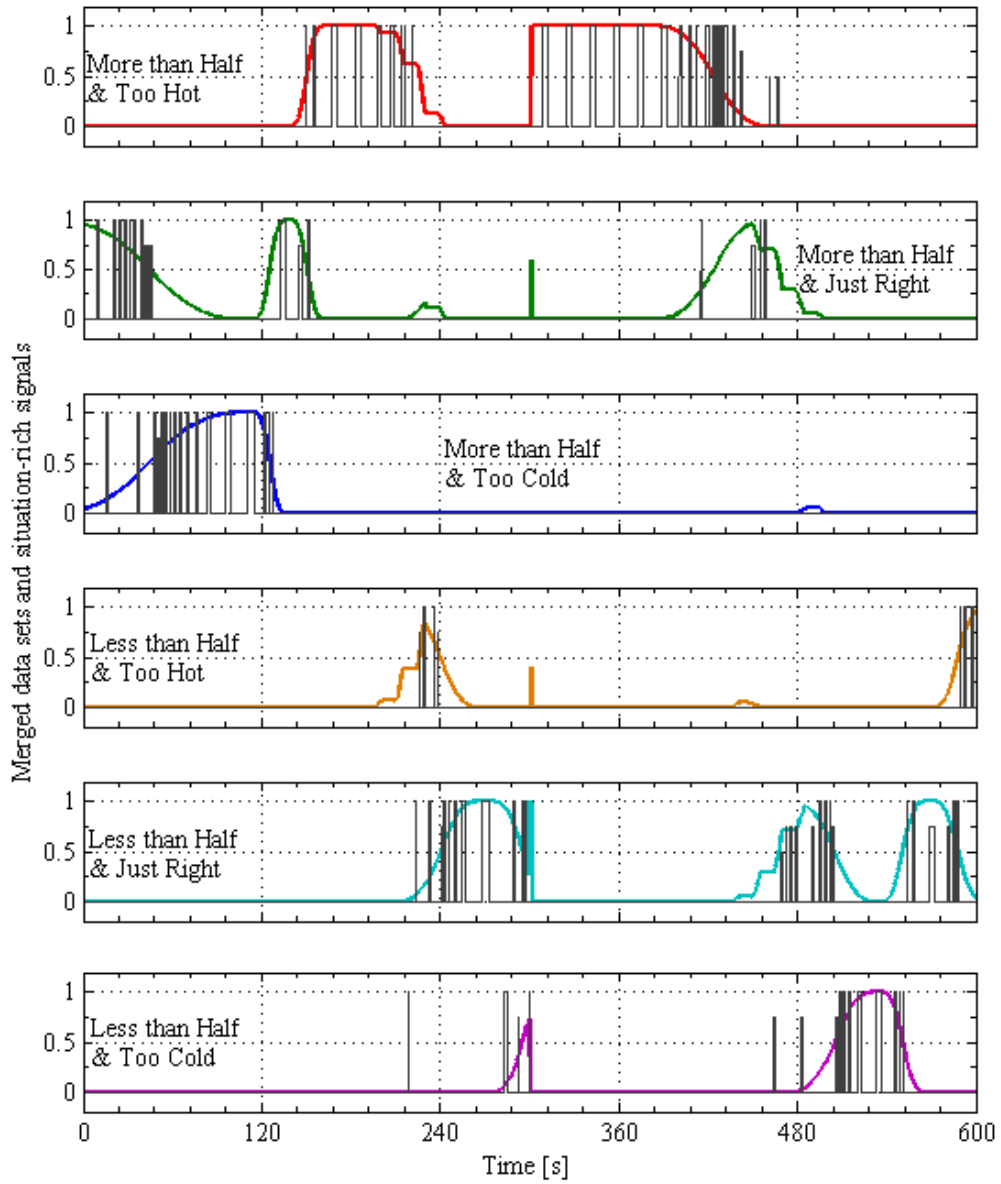 1
0.5
0
More than Half
& Too Hot
1
0.5
0
More than Half
& Just Right
1
0.5
0
More than Half
& Too Cold
1
0.5
0
Less than Half
& Too Hot
1
0.5
0
Less than Half
& Just Right
1
0.5
0
Less than Half
& Too Cold
0 120 240 360 480 600
Time [s]
Merged data sets and situation-rich signals